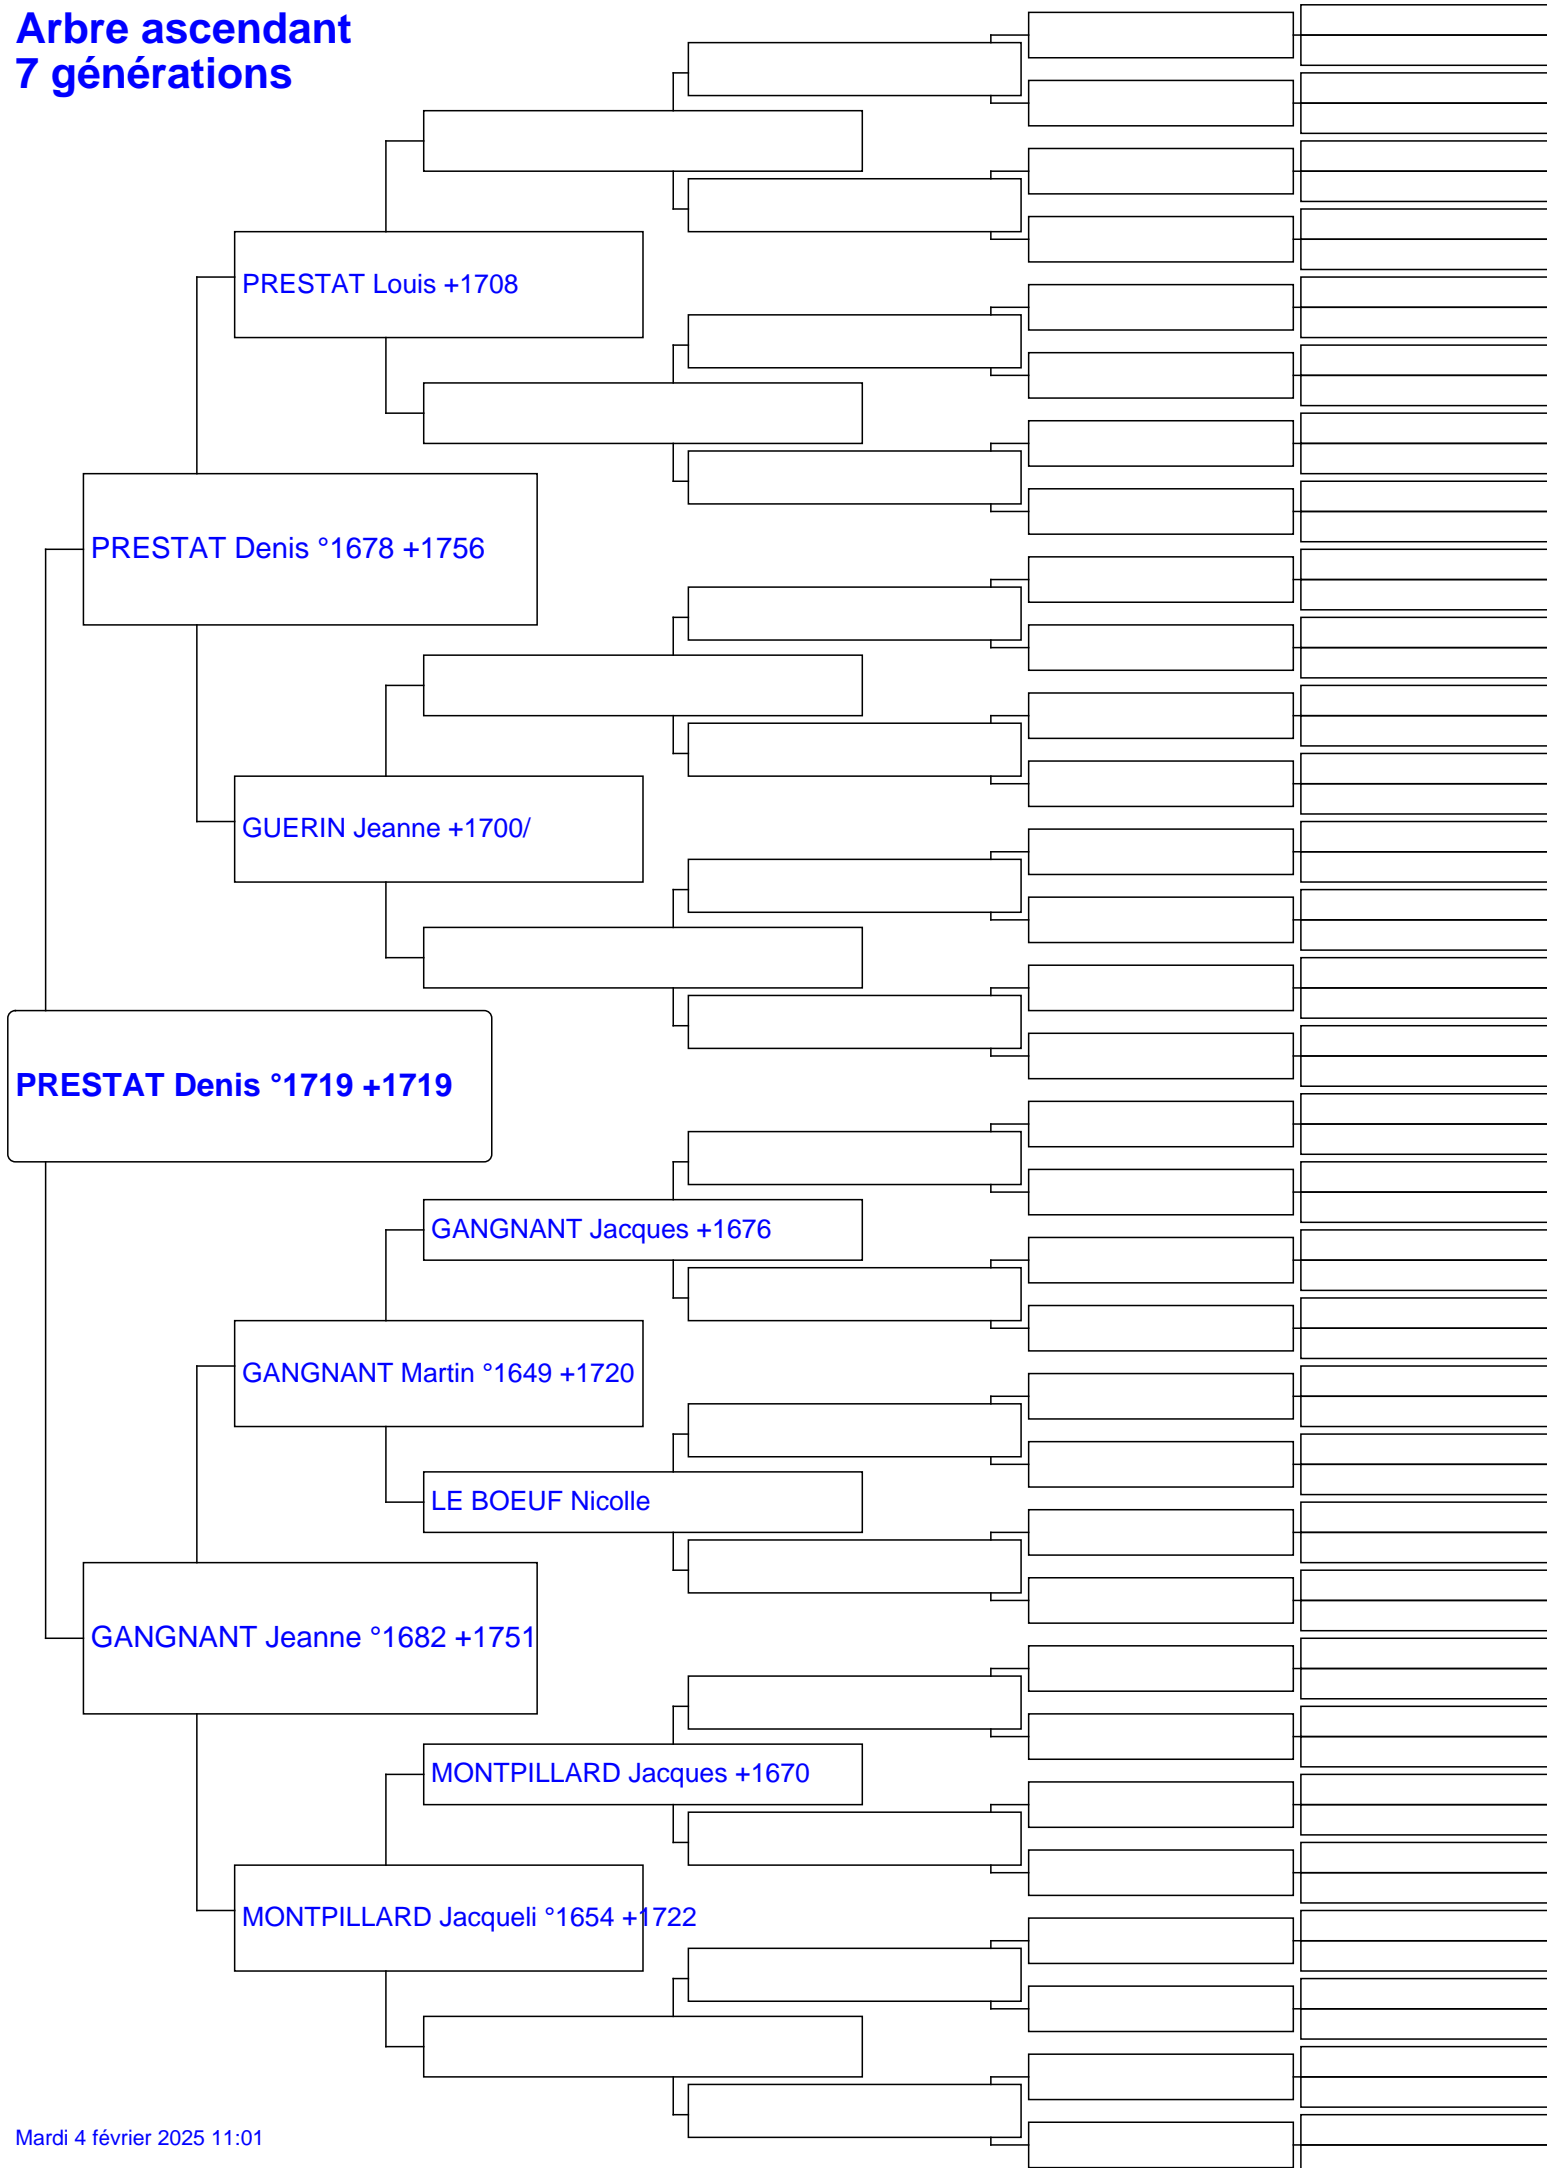 Arbre ascendant
7 générations
PRESTAT Louis +1708
PRESTAT Denis °1678 +1756
GUERIN Jeanne +1700/
PRESTAT Denis °1719 +1719
GANGNANT Jacques +1676
GANGNANT Martin °1649 +1720
LE BOEUF Nicolle
GANGNANT Jeanne °1682 +1751
MONTPILLARD Jacques +1670
MONTPILLARD Jacqueli °1654 +1722
Mardi 4 février 2025 11:01